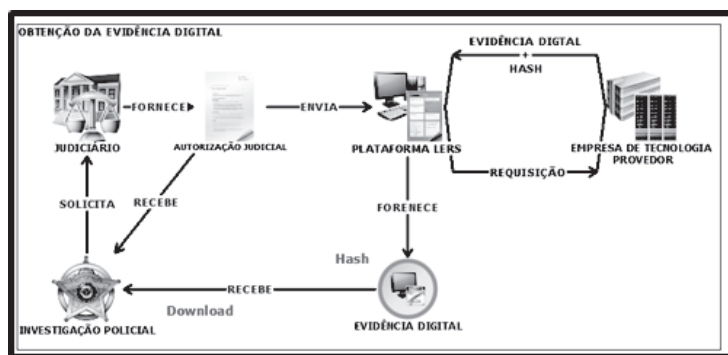 OBTENÇÃO DA EVIDÊNCIA DIGITAL
EVIDÊNCIA DIGTAL
+
HASH
FORNECE
ENVIA
JUDICIÁRIO
AUTORIZAÇÃO JUDICIAL
PLATAFORMA LERS
EMPRESA DE TECNOLOGIA
PROVEDOR
REQUISIÇÃO
SOLICITA
RECEBE
FORENECE
Hash
RECEBE
Download
INVESTIGAÇÃO POLICIAL
EVIDÊNCIA DIGITAL